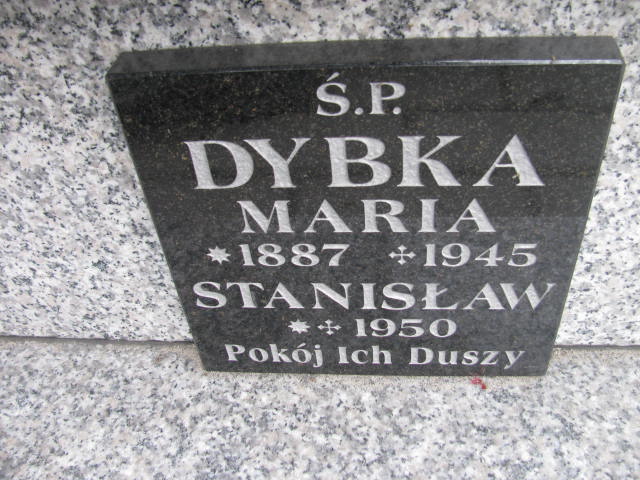 Ś.P.
DYBKA
MARIA
*1887 ✢1945
STANISŁAW
*✢ 1950
Pokój Ich Duszy